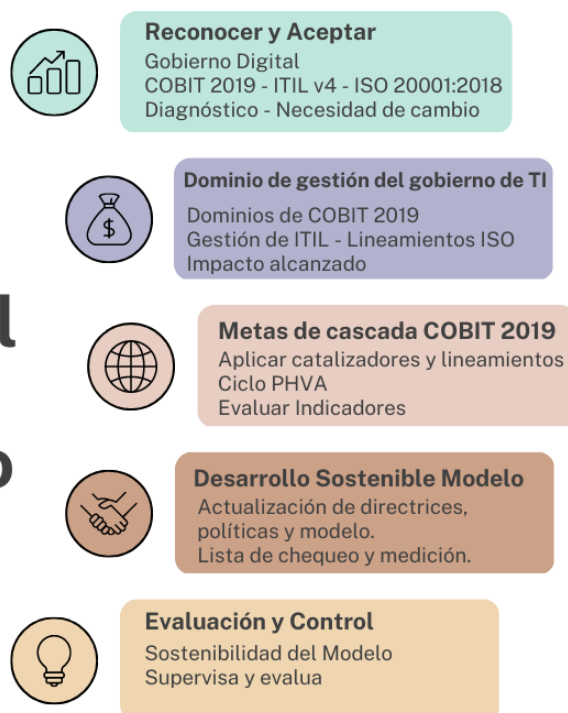 Reconocer y Aceptar
Gobierno Digital
COBIT 2019 - ITIL v4 - ISO 20001:2018
Diagnóstico - Necesidad de cambio
Dominio de gestión del gobierno de TI
$
Dominios de COBIT 2019
Gestión de ITIL - Lineamientos ISO
Impacto alcanzado
Metas de cascada COBIT 2019
Aplicar catalizadores y lineamientos
Ciclo PHVA
Evaluar Indicadores
Desarrollo Sostenible Modelo
Actualización de directrices,
políticas y modelo.
Lista de chequeo y medición.
Evaluación y Control
Sostenibilidad del Modelo
Supervisa y evalua